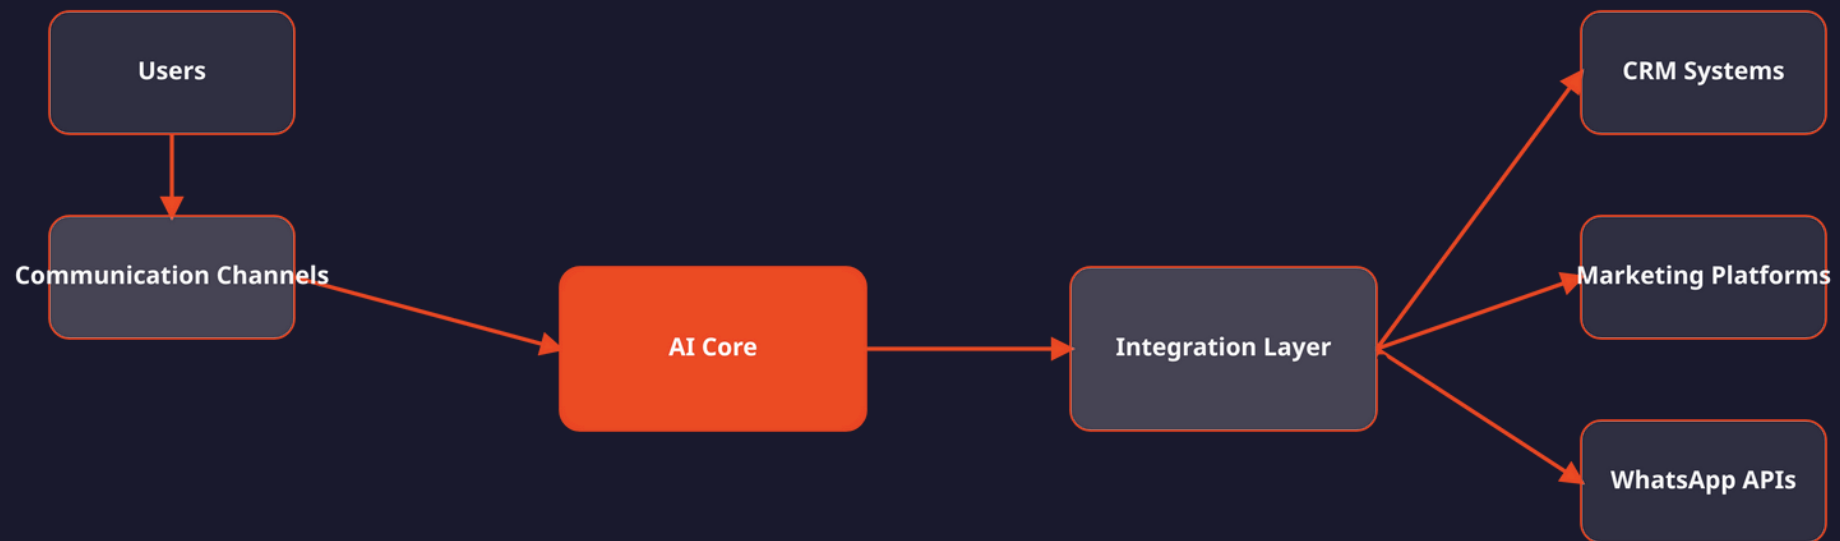 Users
Communication Channels
AI Core
Integration Layer
CRM Systems
Marketing Platforms
WhatsApp APIs